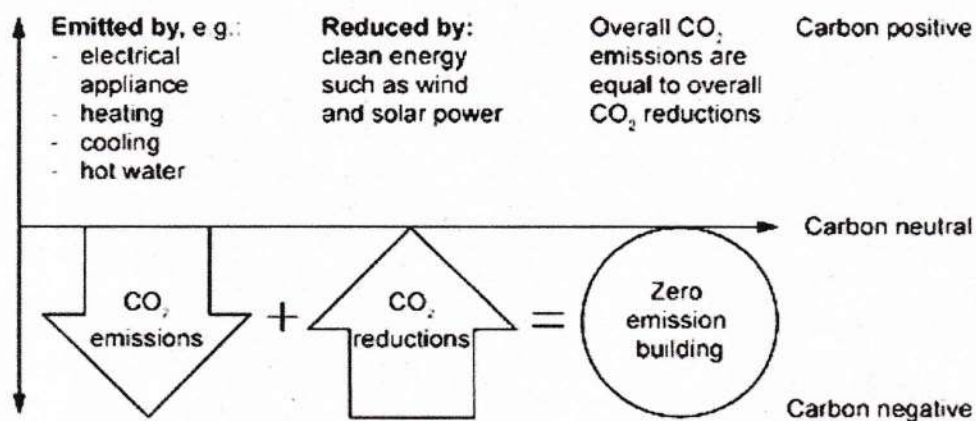 Emitted by, e g.:
- electrical
appliance
- heating
- cooling
- hot water
Reduced by:
clean energy
such as wind
and solar power
Overall CO₂
emissions are
equal to overall
CO₂ reductions
Carbon positive
Carbon neutral
CO₂
emissions
+
CO₂
reductions
=
Zero
emission
building
Carbon negative